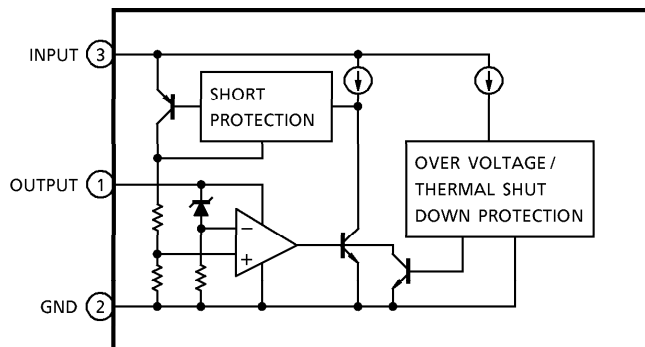 INPUT 3
SHORT
PROTECTION
OVER VOLTAGE /
THERMAL SHUT
DOWN PROTECTION
OUTPUT 1
−
+
GND 2